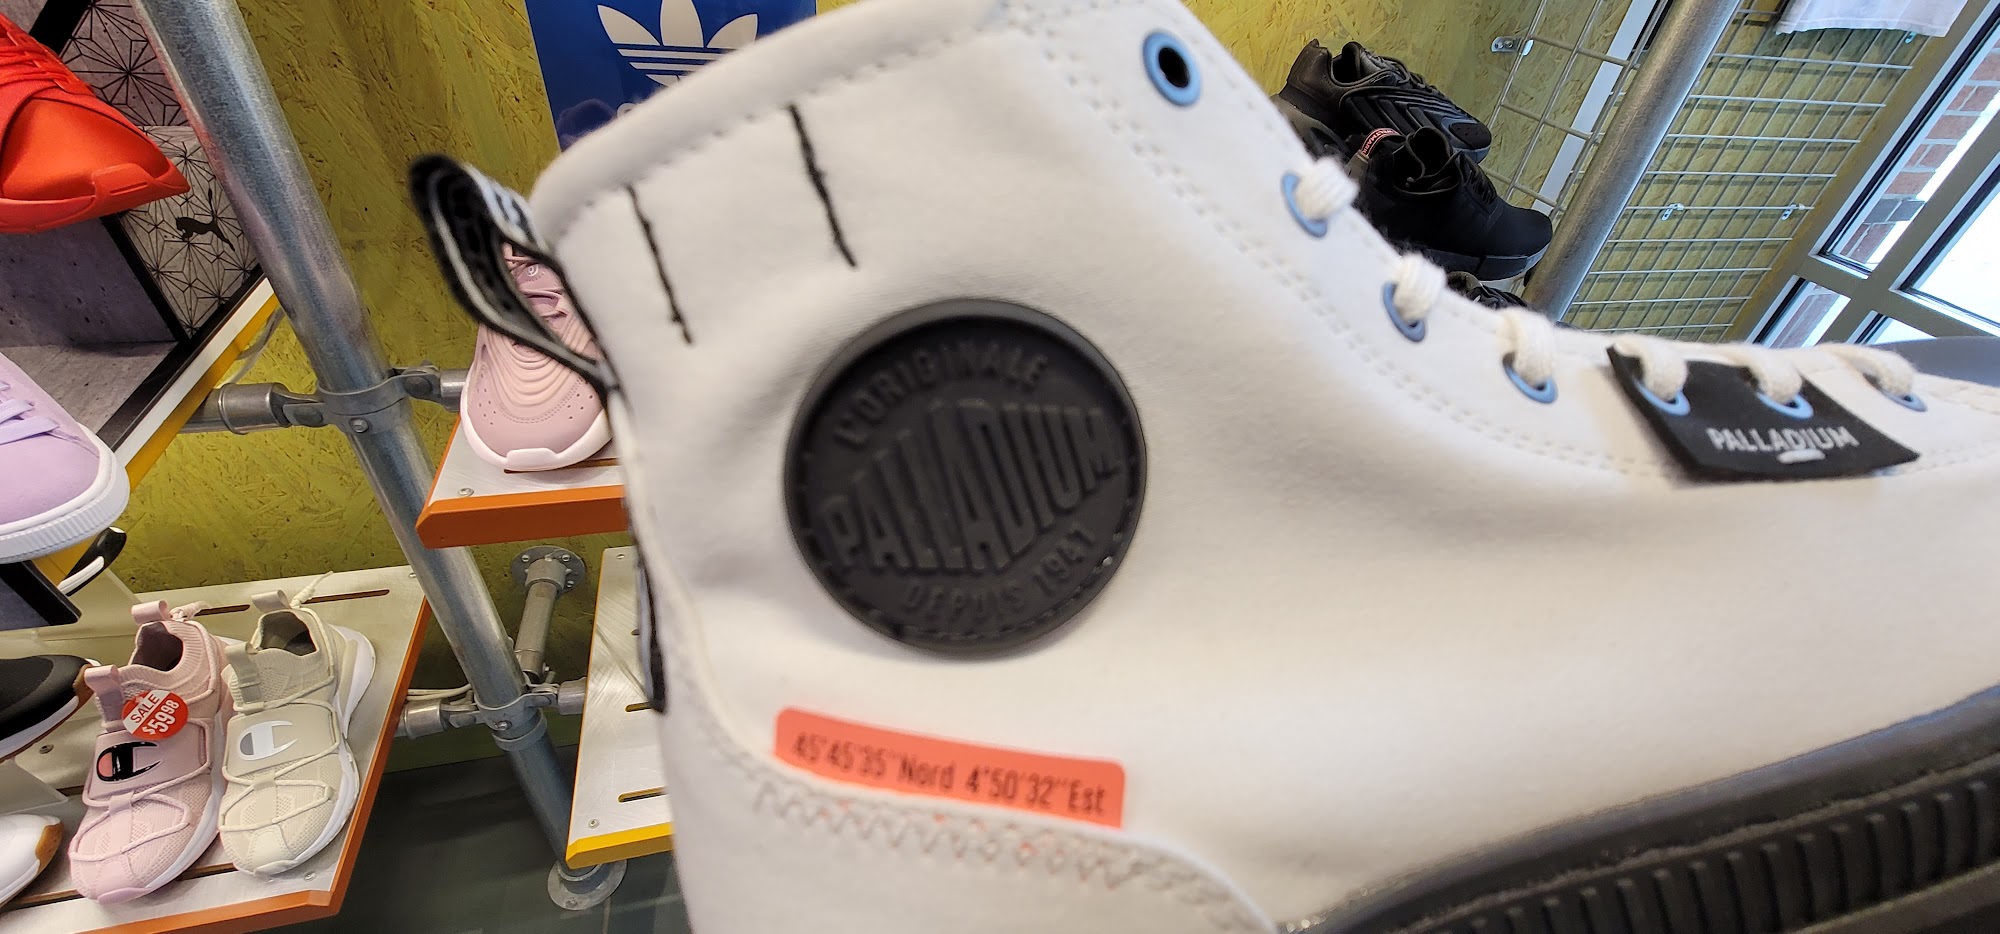 L'ORIGINALE
PALLADIUM
DEPUIS 1947
PALLADIUM
45°45'35"Nord 4°50'32"Est
SALE
$59.98